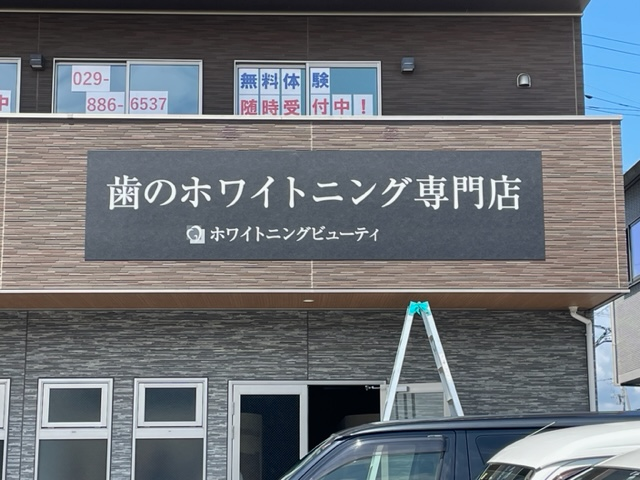 029-
886-6537
中
無料体験
随時受付中!
歯のホワイトニング専門店
ホワイトニングビューティ